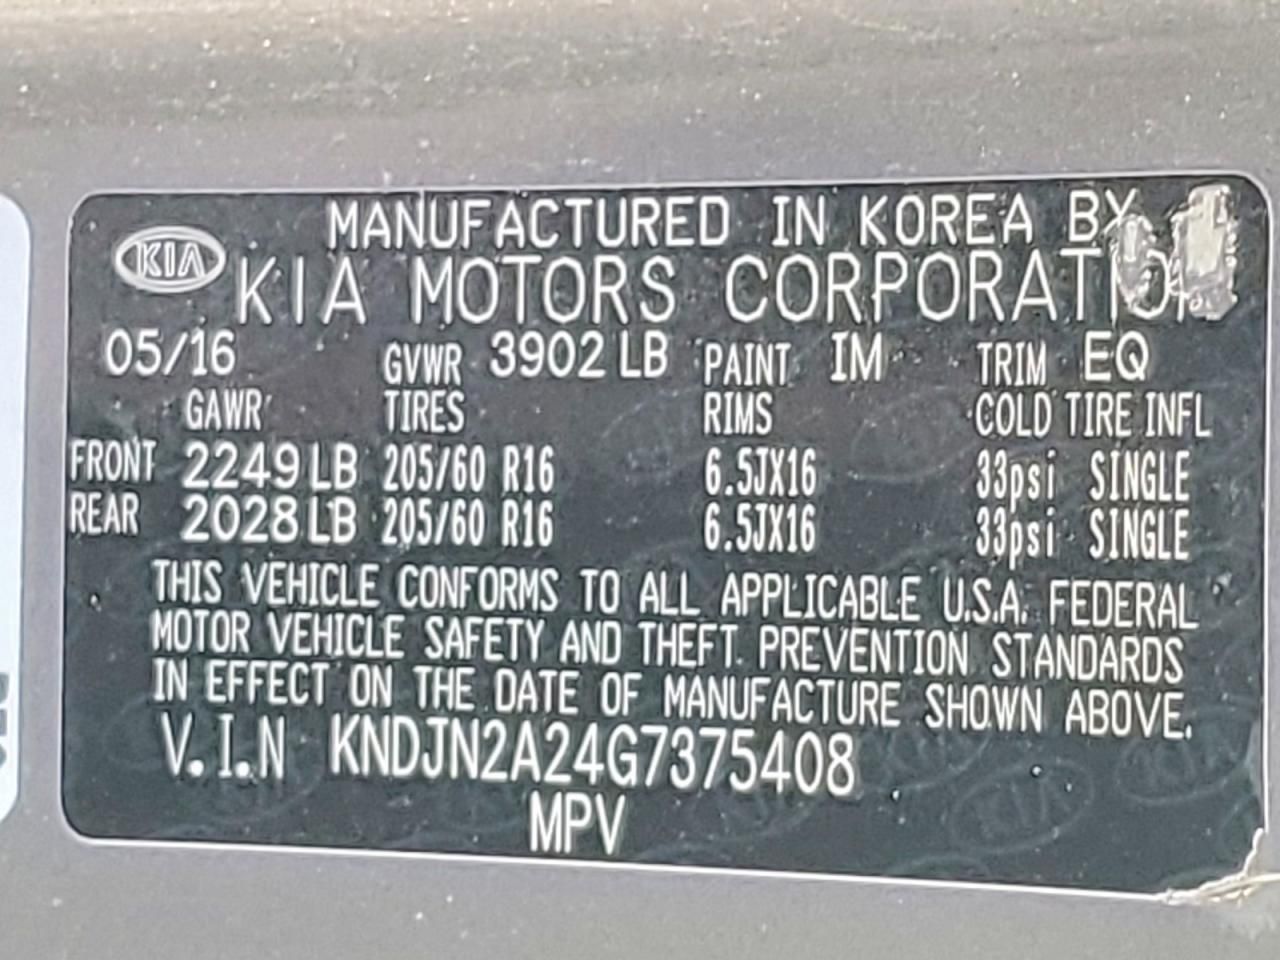 MANUFACTURED IN KOREA BY
KIA KIA MOTORS CORPORATION
05/16 GVWR 3902 LB PAINT IM TRIM EQ
GAWR TIRES RIMS COLD TIRE INFL
FRONT 2249 LB 205/60 R16 6.5JX16 33psi SINGLE
REAR 2028 LB 205/60 R16 6.5JX16 33psi SINGLE
THIS VEHICLE CONFORMS TO ALL APPLICABLE U.S.A. FEDERAL
MOTOR VEHICLE SAFETY AND THEFT PREVENTION STANDARDS
IN EFFECT ON THE DATE OF MANUFACTURE SHOWN ABOVE.
V.I.N KNDJN2A24G7375408
MPV